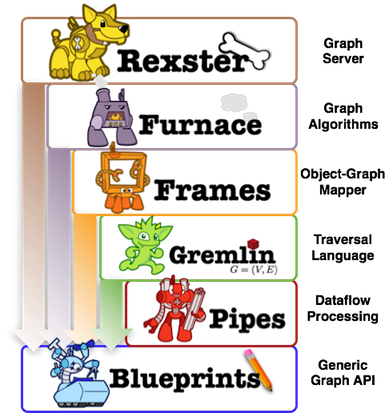 Rexster
Graph
Server
Furnace
Graph
Algorithms
Frames
Object-Graph
Mapper
Gremlin
G = (V, E)
Traversal
Language
Pipes
Dataflow
Processing
Blueprints
Generic
Graph API